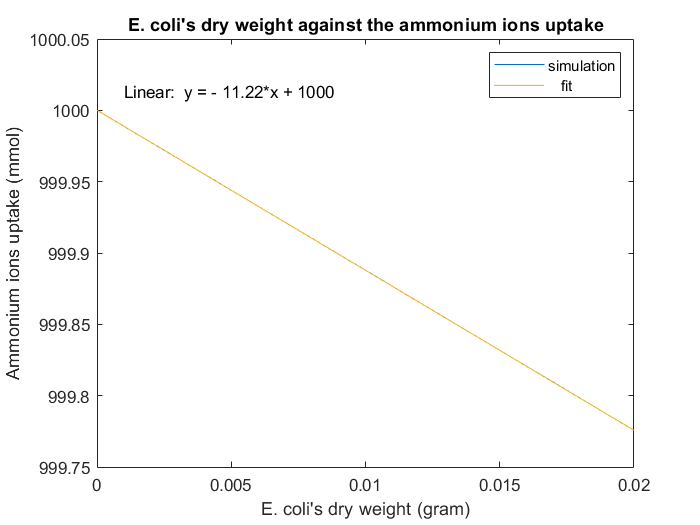 E. coli's dry weight against the ammonium ions uptake
1000.05
simulation
fit
Linear: y = - 11.22*x + 1000
1000
999.95
999.9
999.85
999.8
999.75
Ammonium ions uptake (mmol)
0
0.005
0.01
0.015
0.02
E. coli's dry weight (gram)